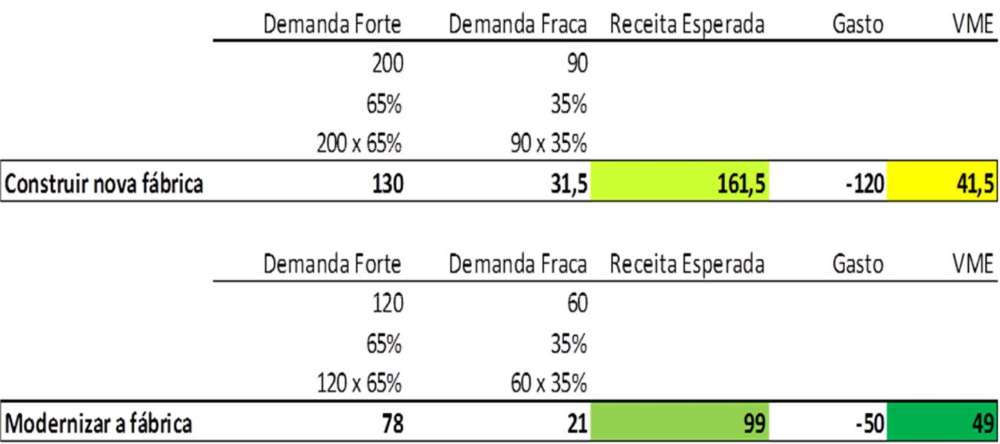 Demanda Forte Demanda Fraca Receita Esperada Gasto VME
200 90
65% 35%
200 x 65% 90 x 35%
Construir nova fábrica 130 31,5 161,5 -120 41,5
Demanda Forte Demanda Fraca Receita Esperada Gasto VME
120 60
65% 35%
120 x 65% 60 x 35%
Modernizar a fábrica 78 21 99 -50 49